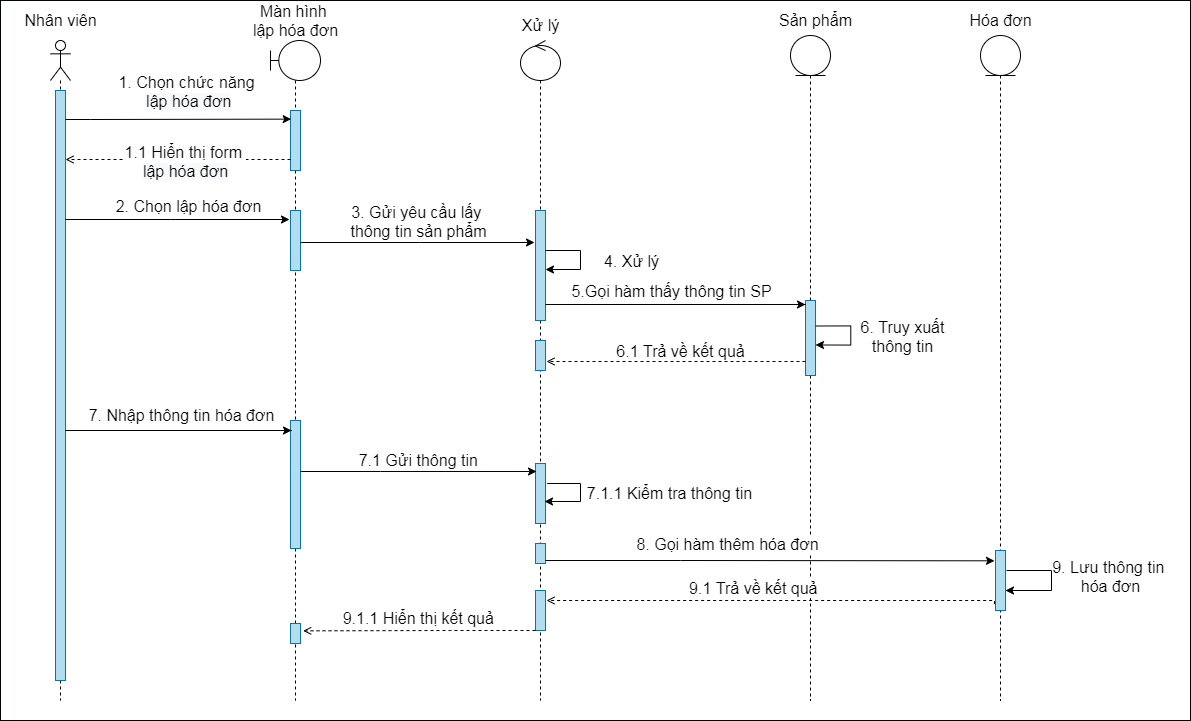 Nhân viên
Màn hình
lập hóa đơn
Xử lý
Sản phẩm
Hóa đơn
1. Chọn chức năng
lập hóa đơn
1.1 Hiển thị form
lập hóa đơn
2. Chọn lập hóa đơn
3. Gửi yêu cầu lấy
thông tin sản phẩm
4. Xử lý
5.Gọi hàm thấy thông tin SP
6. Truy xuất
thông tin
6.1 Trả về kết quả
7. Nhập thông tin hóa đơn
7.1 Gửi thông tin
7.1.1 Kiểm tra thông tin
8. Gọi hàm thêm hóa đơn
9. Lưu thông tin
hóa đơn
9.1 Trả về kết quả
9.1.1 Hiển thị kết quả